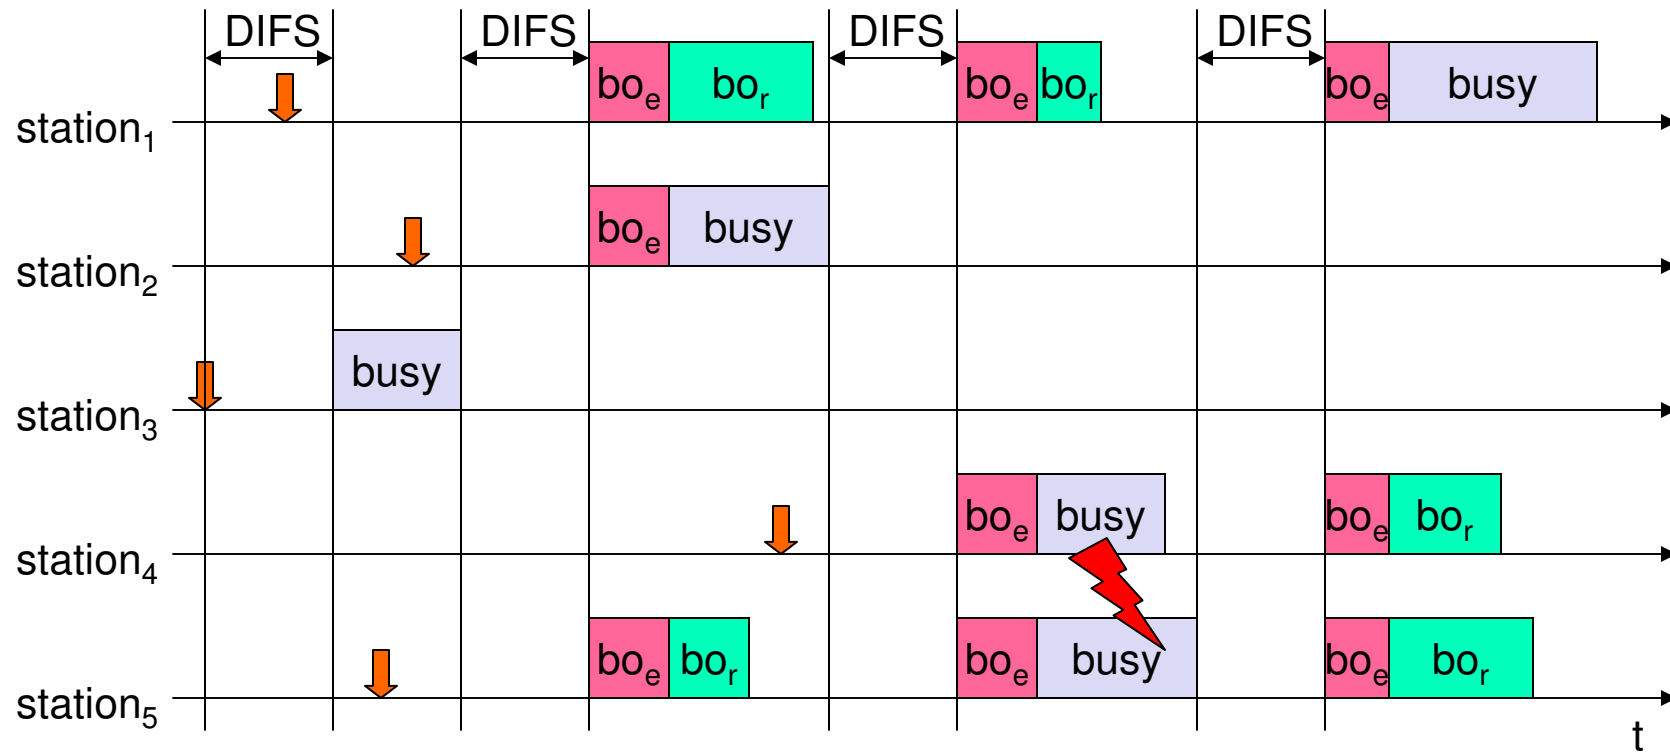 DIFS DIFS DIFS DIFS
station1 boe bor boe bor boe busy
station2 boe busy
station3 busy
station4 boe busy boe bor
station5 boe bor boe busy boe bor
t